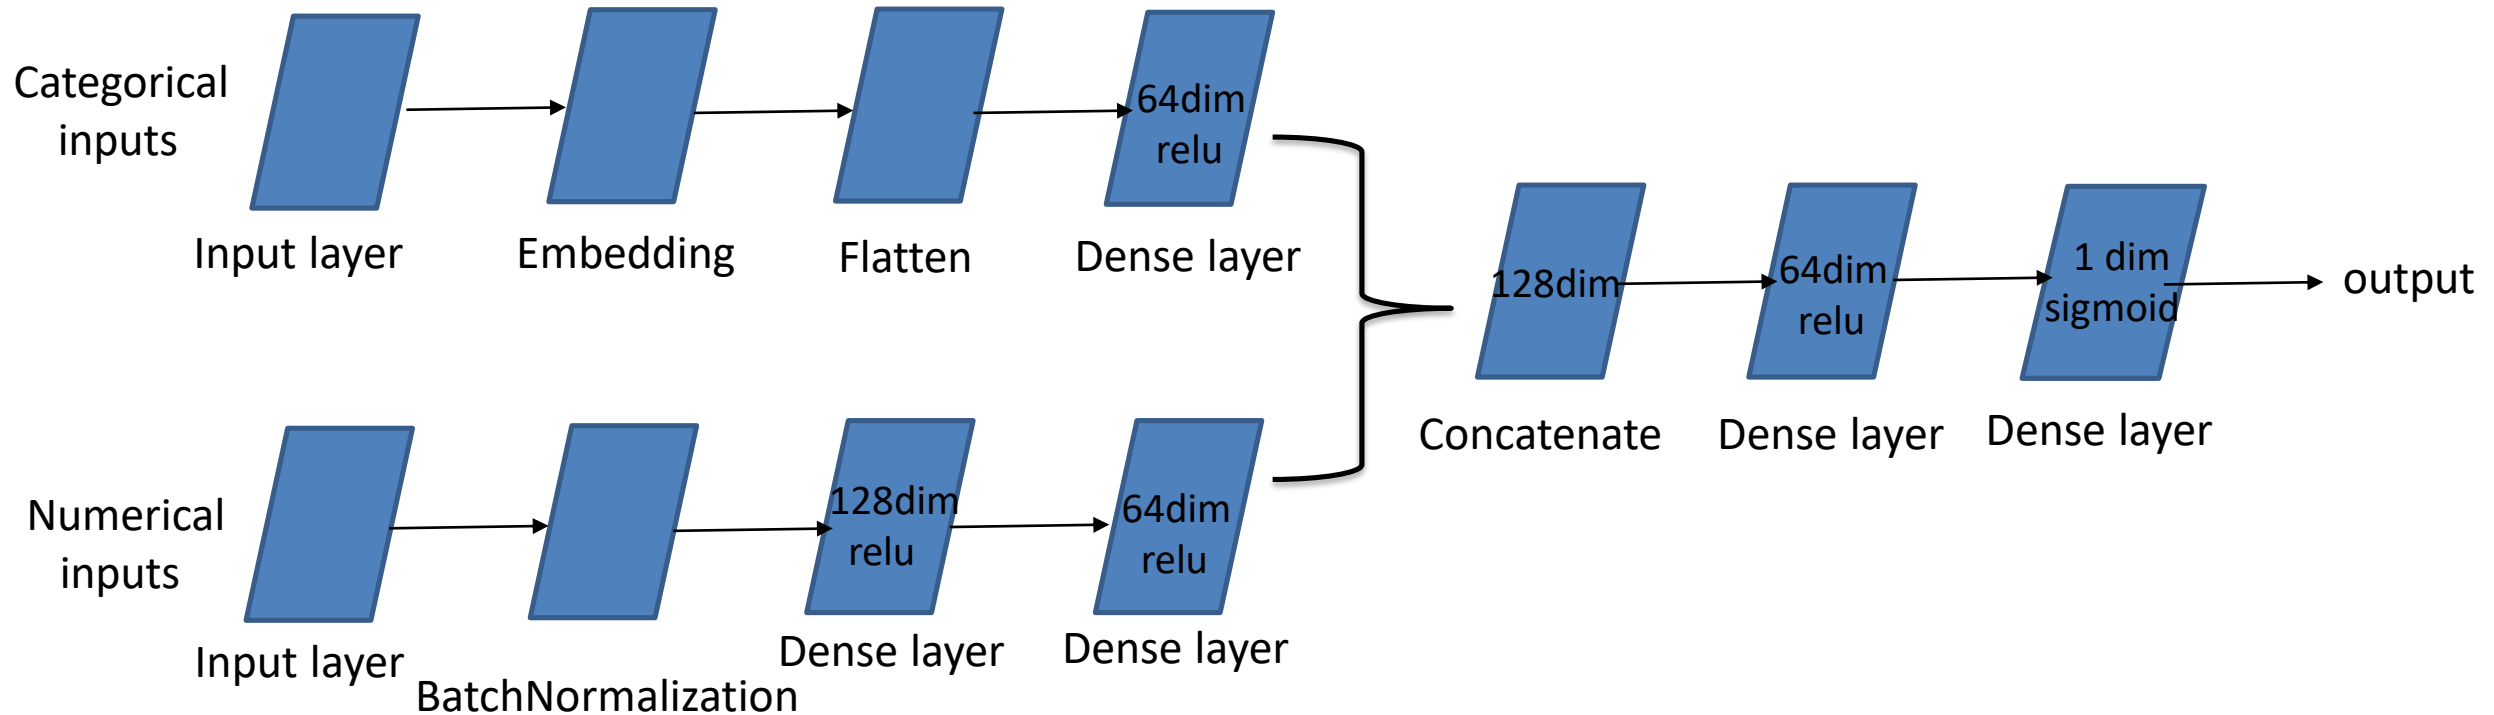 Categorical
inputs
64dim
relu
Input layer
Embedding
Flatten
Dense layer
128dim
64dim
relu
1 dim
sigmoid
output
Concatenate
Dense layer
Dense layer
Numerical
inputs
128dim
relu
64dim
relu
Input layer
BatchNormalization
Dense layer
Dense layer